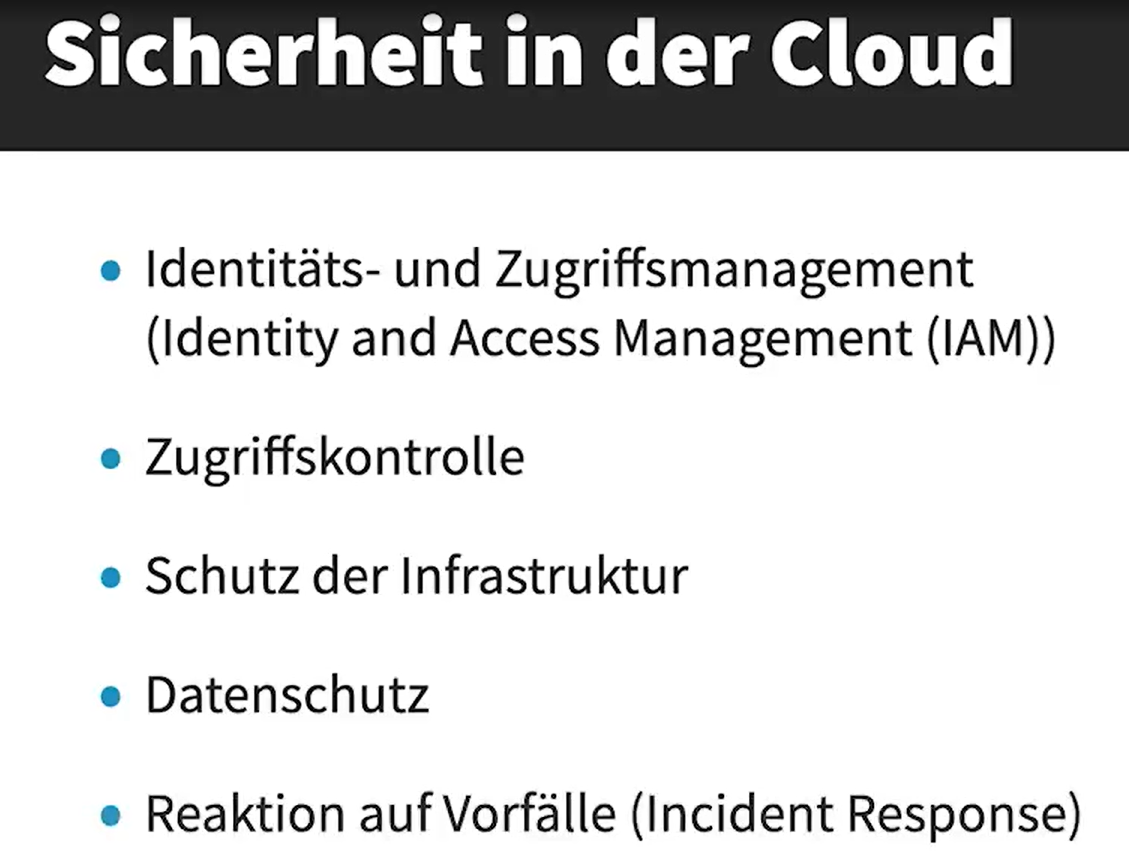 Sicherheit in der Cloud
• Identitäts- und Zugriffsmanagement
(Identity and Access Management (IAM))
• Zugriffskontrolle
• Schutz der Infrastruktur
• Datenschutz
• Reaktion auf Vorfälle (Incident Response)